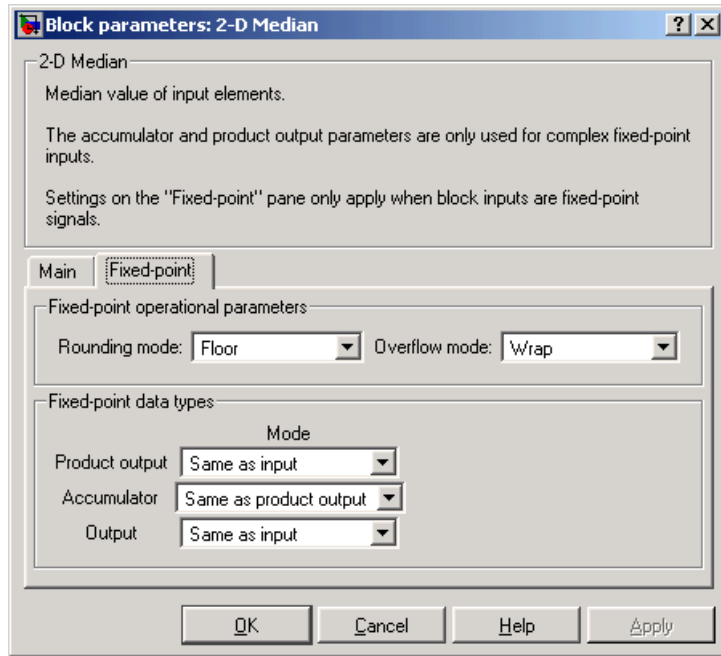 Block parameters: 2-D Median
2-D Median
Median value of input elements.
The accumulator and product output parameters are only used for complex fixed-point
inputs.
Settings on the "Fixed-point" pane only apply when block inputs are fixed-point
signals.
Main Fixed-point
Fixed-point operational parameters
Rounding mode: Floor Overflow mode: Wrap
Fixed-point data types
Mode
Product output Same as input
Accumulator Same as product output
Output Same as input
OK Cancel Help Apply